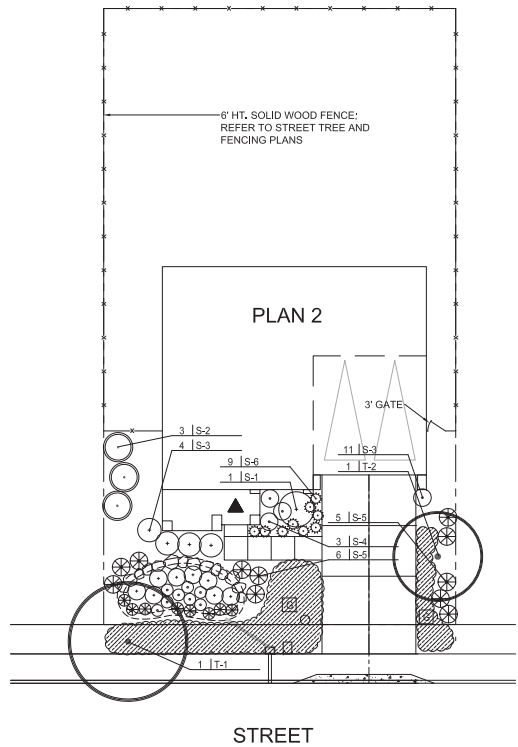 6' HT. SOLID WOOD FENCE;
REFER TO STREET TREE AND
FENCING PLANS
PLAN 2
3' GATE
3 | S-2
4 | S-3
11 | S-3
1 | T-2
9 | S-6
1 | S-1
5 | S-5
3 | S-4
6 | S-5
G
G
1 | T-1
STREET